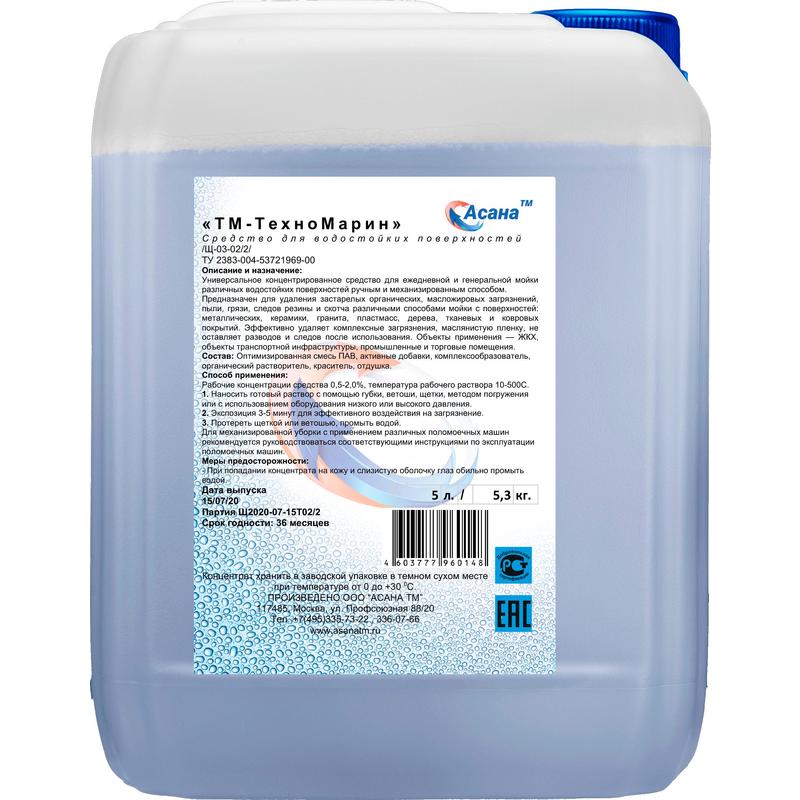 Асана™
«ТМ-ТехноМарин»
Средство для водостойких поверхностей
/Щ-03-02/2/
ТУ 2383-004-53721969-00
Описание и назначение:
Универсальное концентрированное средство для ежедневной и генеральной мойки
различных водостойких поверхностей ручным и механизированным способом.
Предназначен для удаления застарелых органических, масложировых загрязнений,
пыли, грязи, следов резины и скотча различными способами мойки с поверхностей:
металлических, керамики, гранита, пластмасс, дерева, тканевых и ковровых
покрытий. Эффективно удаляет комплексные загрязнения, маслянистую пленку, не
оставляет разводов и следов после использования. Объекты применения — ЖКХ,
объекты транспортной инфраструктуры, промышленные и торговые помещения.
Состав: Оптимизированная смесь ПАВ, активные добавки, комплексообразователь,
органический растворитель, краситель, отдушка.
Способ применения:
Рабочие концентрации средства 0,5-2,0%, температура рабочего раствора 10-500С.
1. Наносить готовый раствор с помощью губки, ветоши, щетки, методом погружения
или с использованием оборудования низкого или высокого давления.
2. Экспозиция 3-5 минут для эффективного воздействия на загрязнение.
3. Протереть щеткой или ветошью, промыть водой.
Для механизированной уборки с применением различных поломоечных машин
рекомендуется руководствоваться соответствующими инструкциями по эксплуатации
поломоечных машин.
Меры предосторожности:
- При попадании концентрата на кожу и слизистую оболочку глаз обильно промыть
водой.
Дата выпуска
15/07/20
5 л. / 5,3 кг.
Партия Щ2020-07-15Т02/2
Срок годности: 36 месяцев
4603777960148
Добровольная
РСТ
сертификация
ЕАС
Концентрат хранить в заводской упаковке в темном сухом месте
при температуре от 0 до +30 ⁰С.
ПРОИЗВЕДЕНО ООО "АСАНА ТМ"
117485, Москва, ул. Профсоюзная 88/20
Тел. +7(495)335-73-22, 336-07-66
www.asanatm.ru